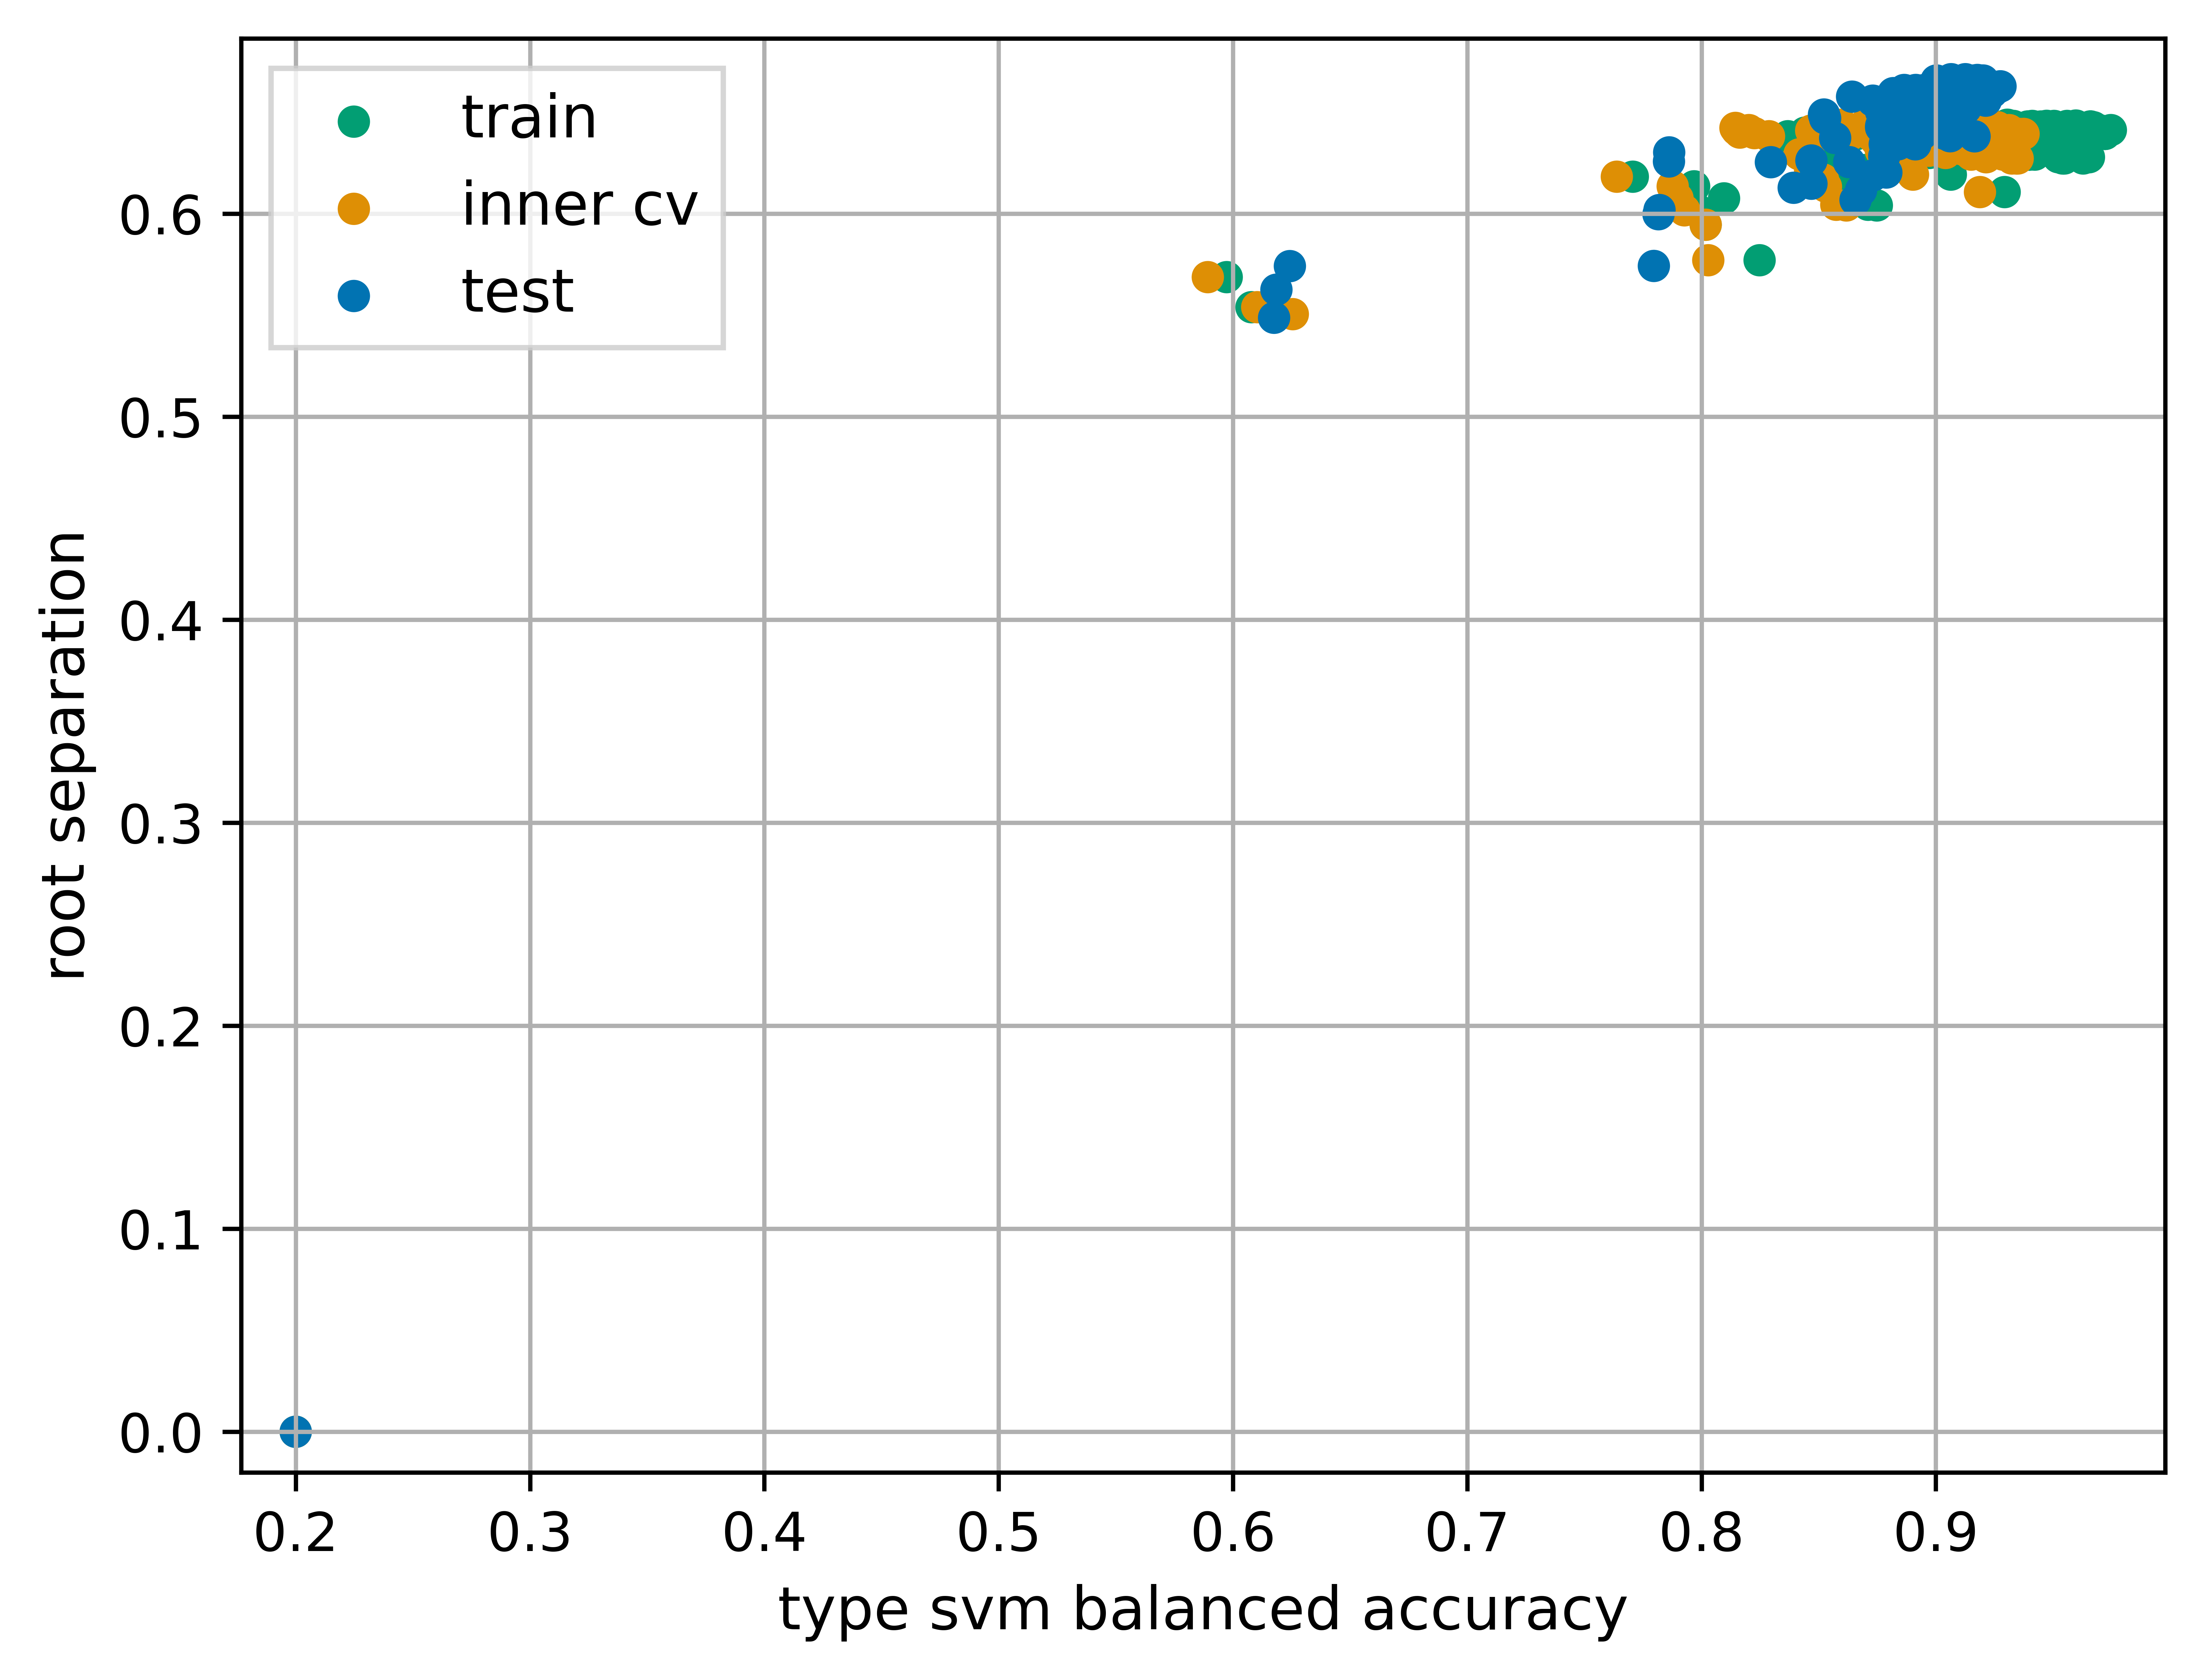 train
inner cv
test
root separation
0.6
0.5
0.4
0.3
0.2
0.1
0.0
0.2 0.3 0.4 0.5 0.6 0.7 0.8 0.9
type svm balanced accuracy